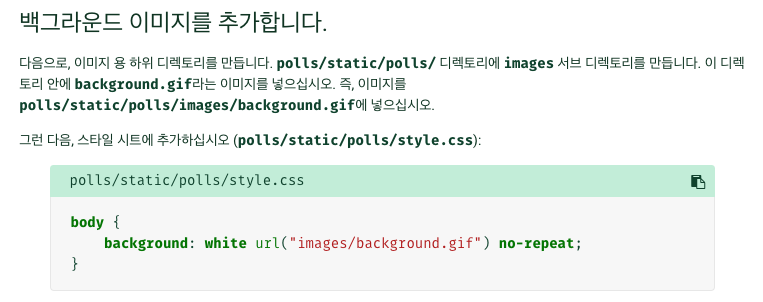 백그라운드 이미지를 추가합니다.
다음으로, 이미지 용 하위 디렉토리를 만듭니다. polls/static/polls/ 디렉토리에 images 서브 디렉토리를 만듭니다. 이 디렉
토리 안에 background.gif라는 이미지를 넣으십시오. 즉, 이미지를
polls/static/polls/images/background.gif에 넣으십시오.
그런 다음, 스타일 시트에 추가하십시오 (polls/static/polls/style.css):
polls/static/polls/style.css
body {
    background: white url("images/background.gif") no-repeat;
}